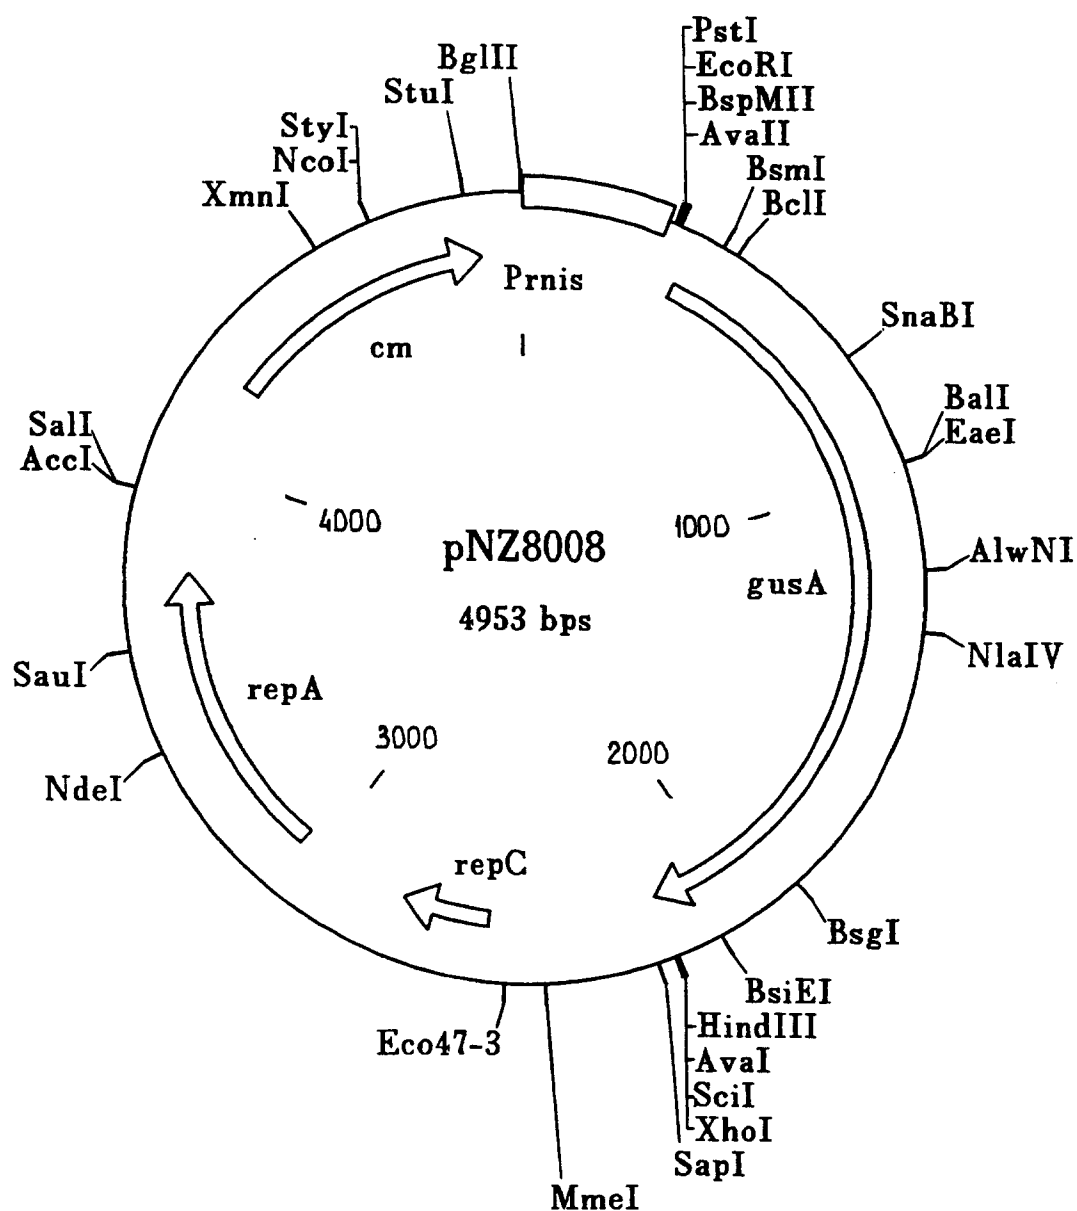 PstI
EcoRI
BspMII
AvaII
BsmI
BclI
SnaBI
BalI
EaeI
AlwNI
NlaIV
BsgI
BsiEI
HindIII
AvaI
SciI
XhoI
SapI
MmeI
Eco47-3
NdeI
SauI
AccI
SalI
XmnI
NcoI
StyI
StuI
BglII
Prnis
cm
gusA
repC
repA
1000
2000
3000
4000
pNZ8008
4953 bps